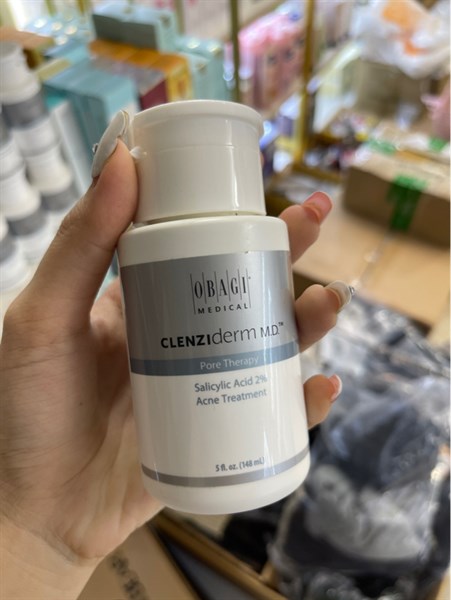 OBAGI
MEDICAL
CLENZIderm M.D.™
Pore Therapy
Salicylic Acid 2%
Acne Treatment
5 fl. oz. (148 mL)